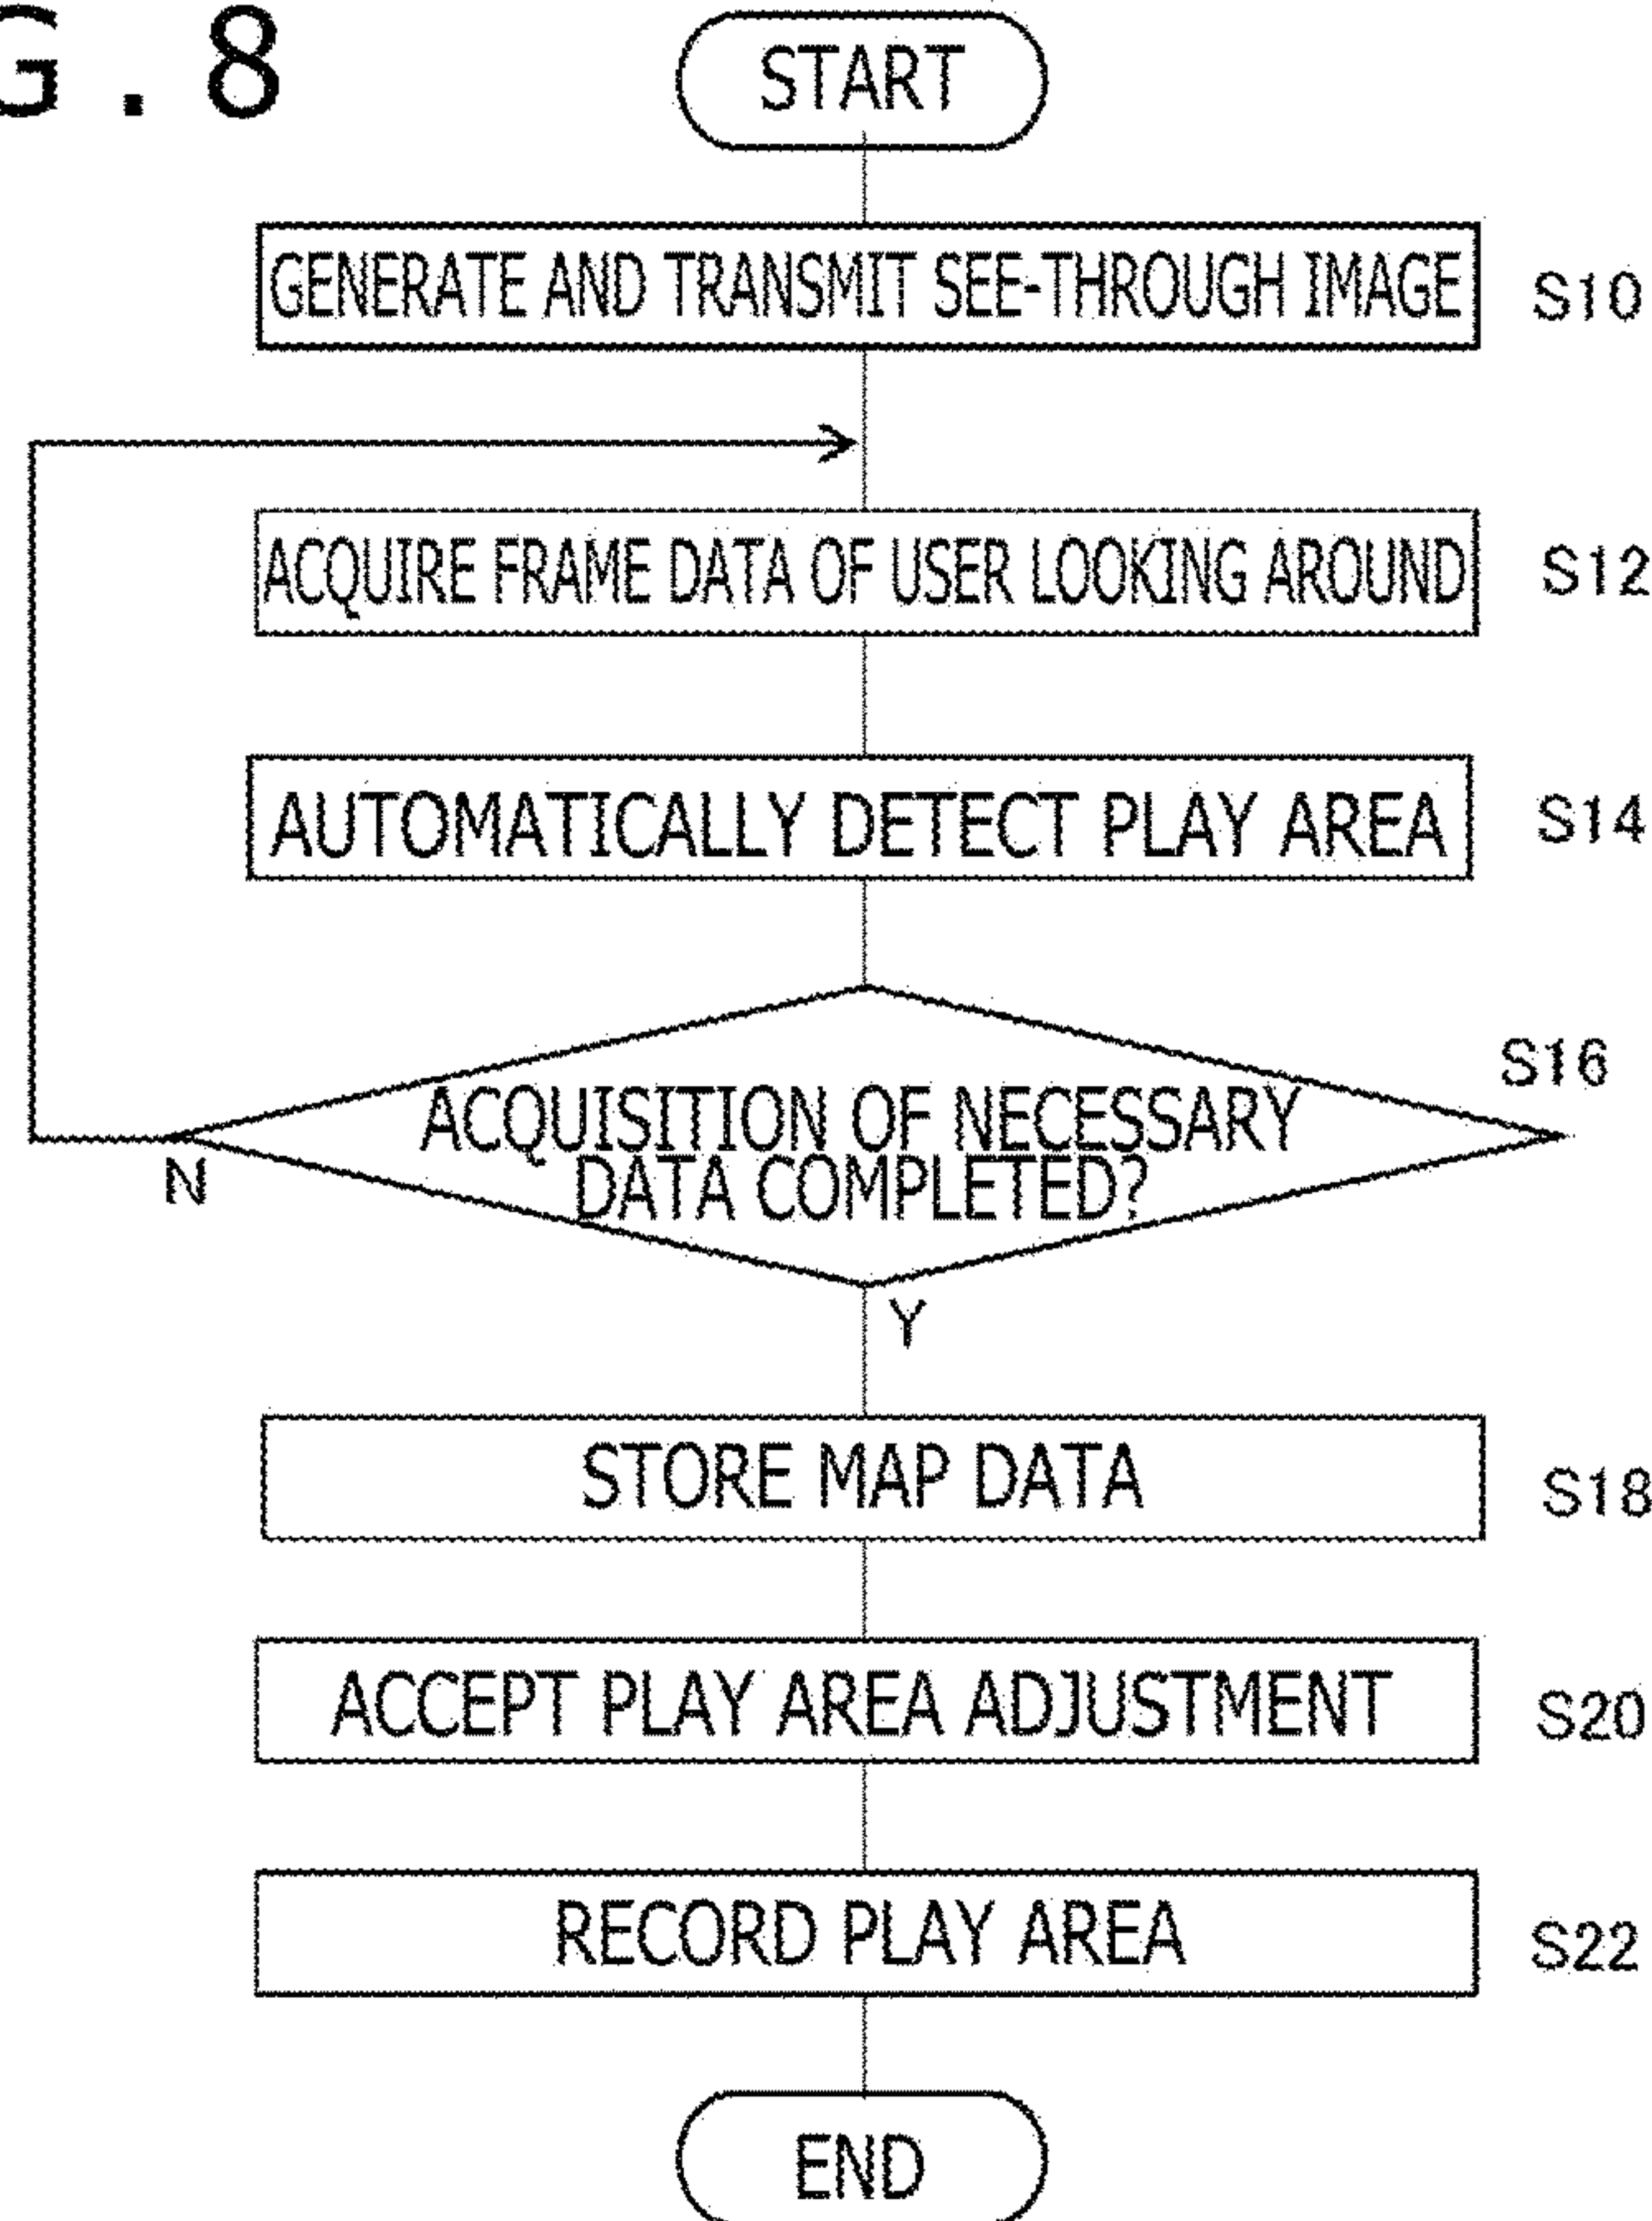 G.8
START
GENERATE AND TRANSMIT SEE-THROUGH IMAGE
S10
ACQUIRE FRAME DATA OF USER LOOKING AROUND
S12
AUTOMATICALLY DETECT PLAY AREA
S14
S16
ACQUISITION OF NECESSARY
DATA COMPLETED?
N
Y
STORE MAP DATA
S18
ACCEPT PLAY AREA ADJUSTMENT
S20
RECORD PLAY AREA
S22
END